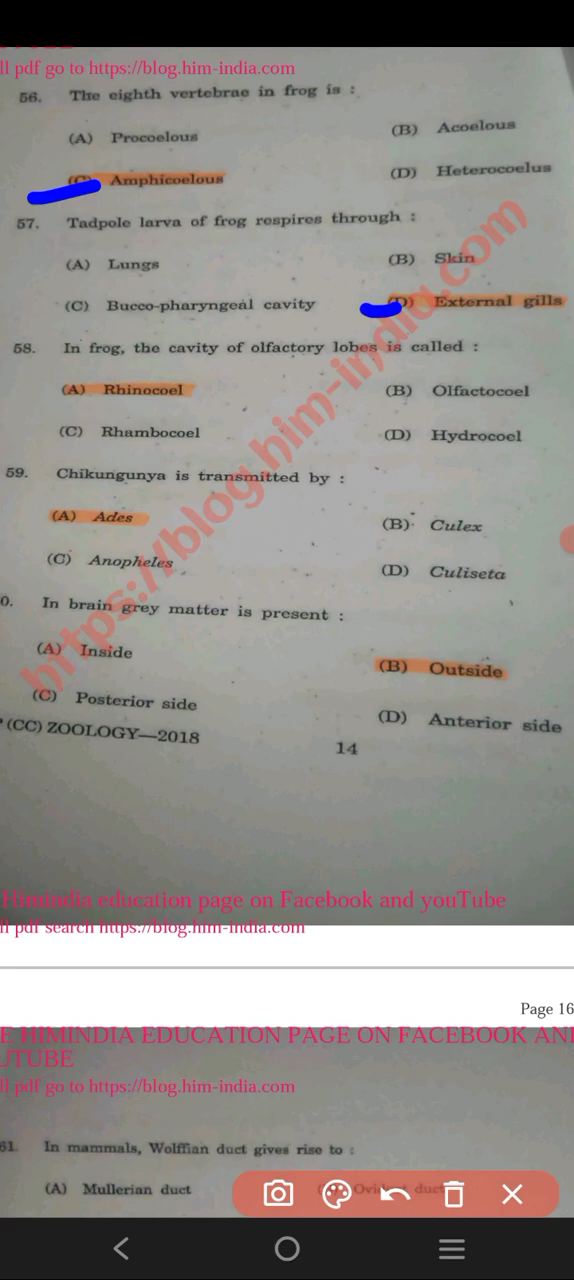 ll pdf go to https://blog.him-india.com
56. The eighth vertebrae in frog is :
(A) Procoelous (B) Acoelous
(C) Amphicoelous (D) Heterocoelus
57. Tadpole larva of frog respires through :
(A) Lungs (B) Skin
(C) Bucco-pharyngeal cavity (D) External gills
58. In frog, the cavity of olfactory lobes is called :
(A) Rhinocoel (B) Olfactocoel
(C) Rhambocoel (D) Hydrocoel
59. Chikungunya is transmitted by :
(A) Ades (B) Culex
(C) Anopheles (D) Culiseta
0. In brain grey matter is present :
(A) Inside (B) Outside
(C) Posterior side (D) Anterior side
(CC) ZOOLOGY—2018 14
https://blog.him-india.com
Himindia education page on Facebook and youTube
ll pdf search https://blog.him-india.com
Page 16
E HIMINDIA EDUCATION PAGE ON FACEBOOK AN
UTUBE
ll pdf go to https://blog.him-india.com
61. In mammals, Wolffian duct gives rise to :
(A) Mullerian duct duct